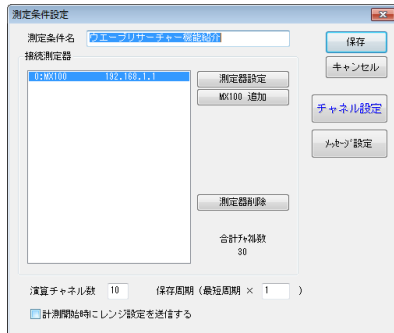 測定条件設定
測定条件名 ウエーブリサーチャー機能紹介
保存
キャンセル
接続測定器
0:MX100 192.168.1.1
測定器設定
MX100 追加
チャネル設定
ﾒｯｾｰｼﾞ設定
測定器削除
合計ﾁｬﾈﾙ数
30
演算チャネル数 10 保存周期(最短周期 × 1 )
計測開始時にレンジ設定を送信する